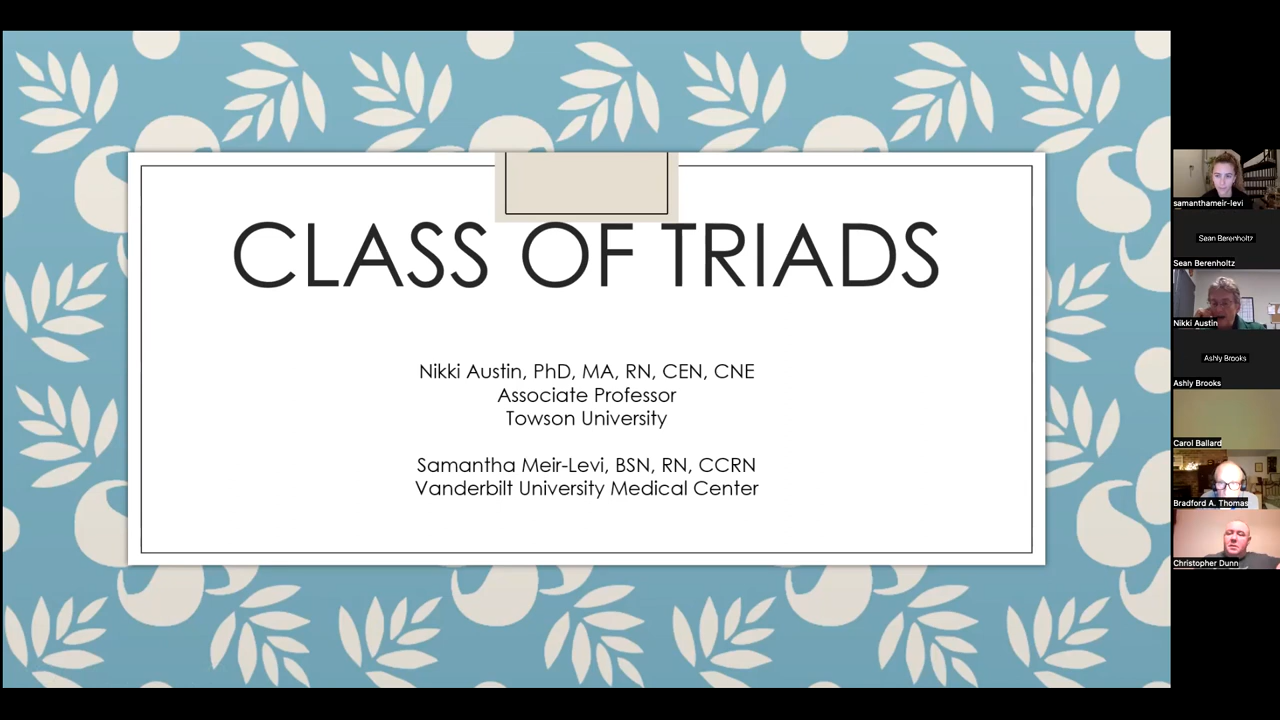 CLASS OF TRIADS
Nikki Austin, PhD, MA, RN, CEN, CNE
Associate Professor
Towson University
Samantha Meir-Levi, BSN, RN, CCRN
Vanderbilt University Medical Center
samanthameir-levi
Sean Berenholtz
Sean Berenholtz
Nikki Austin
Ashly Brooks
Ashly Brooks
Carol Ballard
Bradford A. Thomas
Christopher Dunn